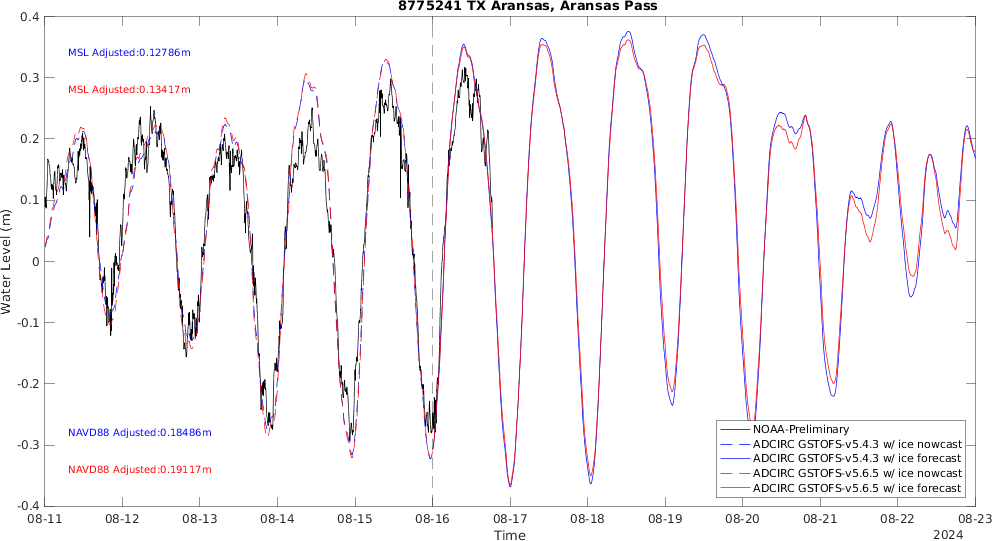 8775241 TX Aransas, Aransas Pass
0.4
0.3
0.2
0.1
0
-0.1
-0.2
-0.3
-0.4
Water Level (m)
MSL Adjusted:0.12786m
MSL Adjusted:0.13417m
NAVD88 Adjusted:0.18486m
NAVD88 Adjusted:0.19117m
NOAA-Preliminary
ADCIRC GSTOFS-v5.4.3 w/ ice nowcast
ADCIRC GSTOFS-v5.4.3 w/ ice forecast
ADCIRC GSTOFS-v5.6.5 w/ ice nowcast
ADCIRC GSTOFS-v5.6.5 w/ ice forecast
08-11 08-12 08-13 08-14 08-15 08-16 08-17 08-18 08-19 08-20 08-21 08-22 08-23
Time
2024